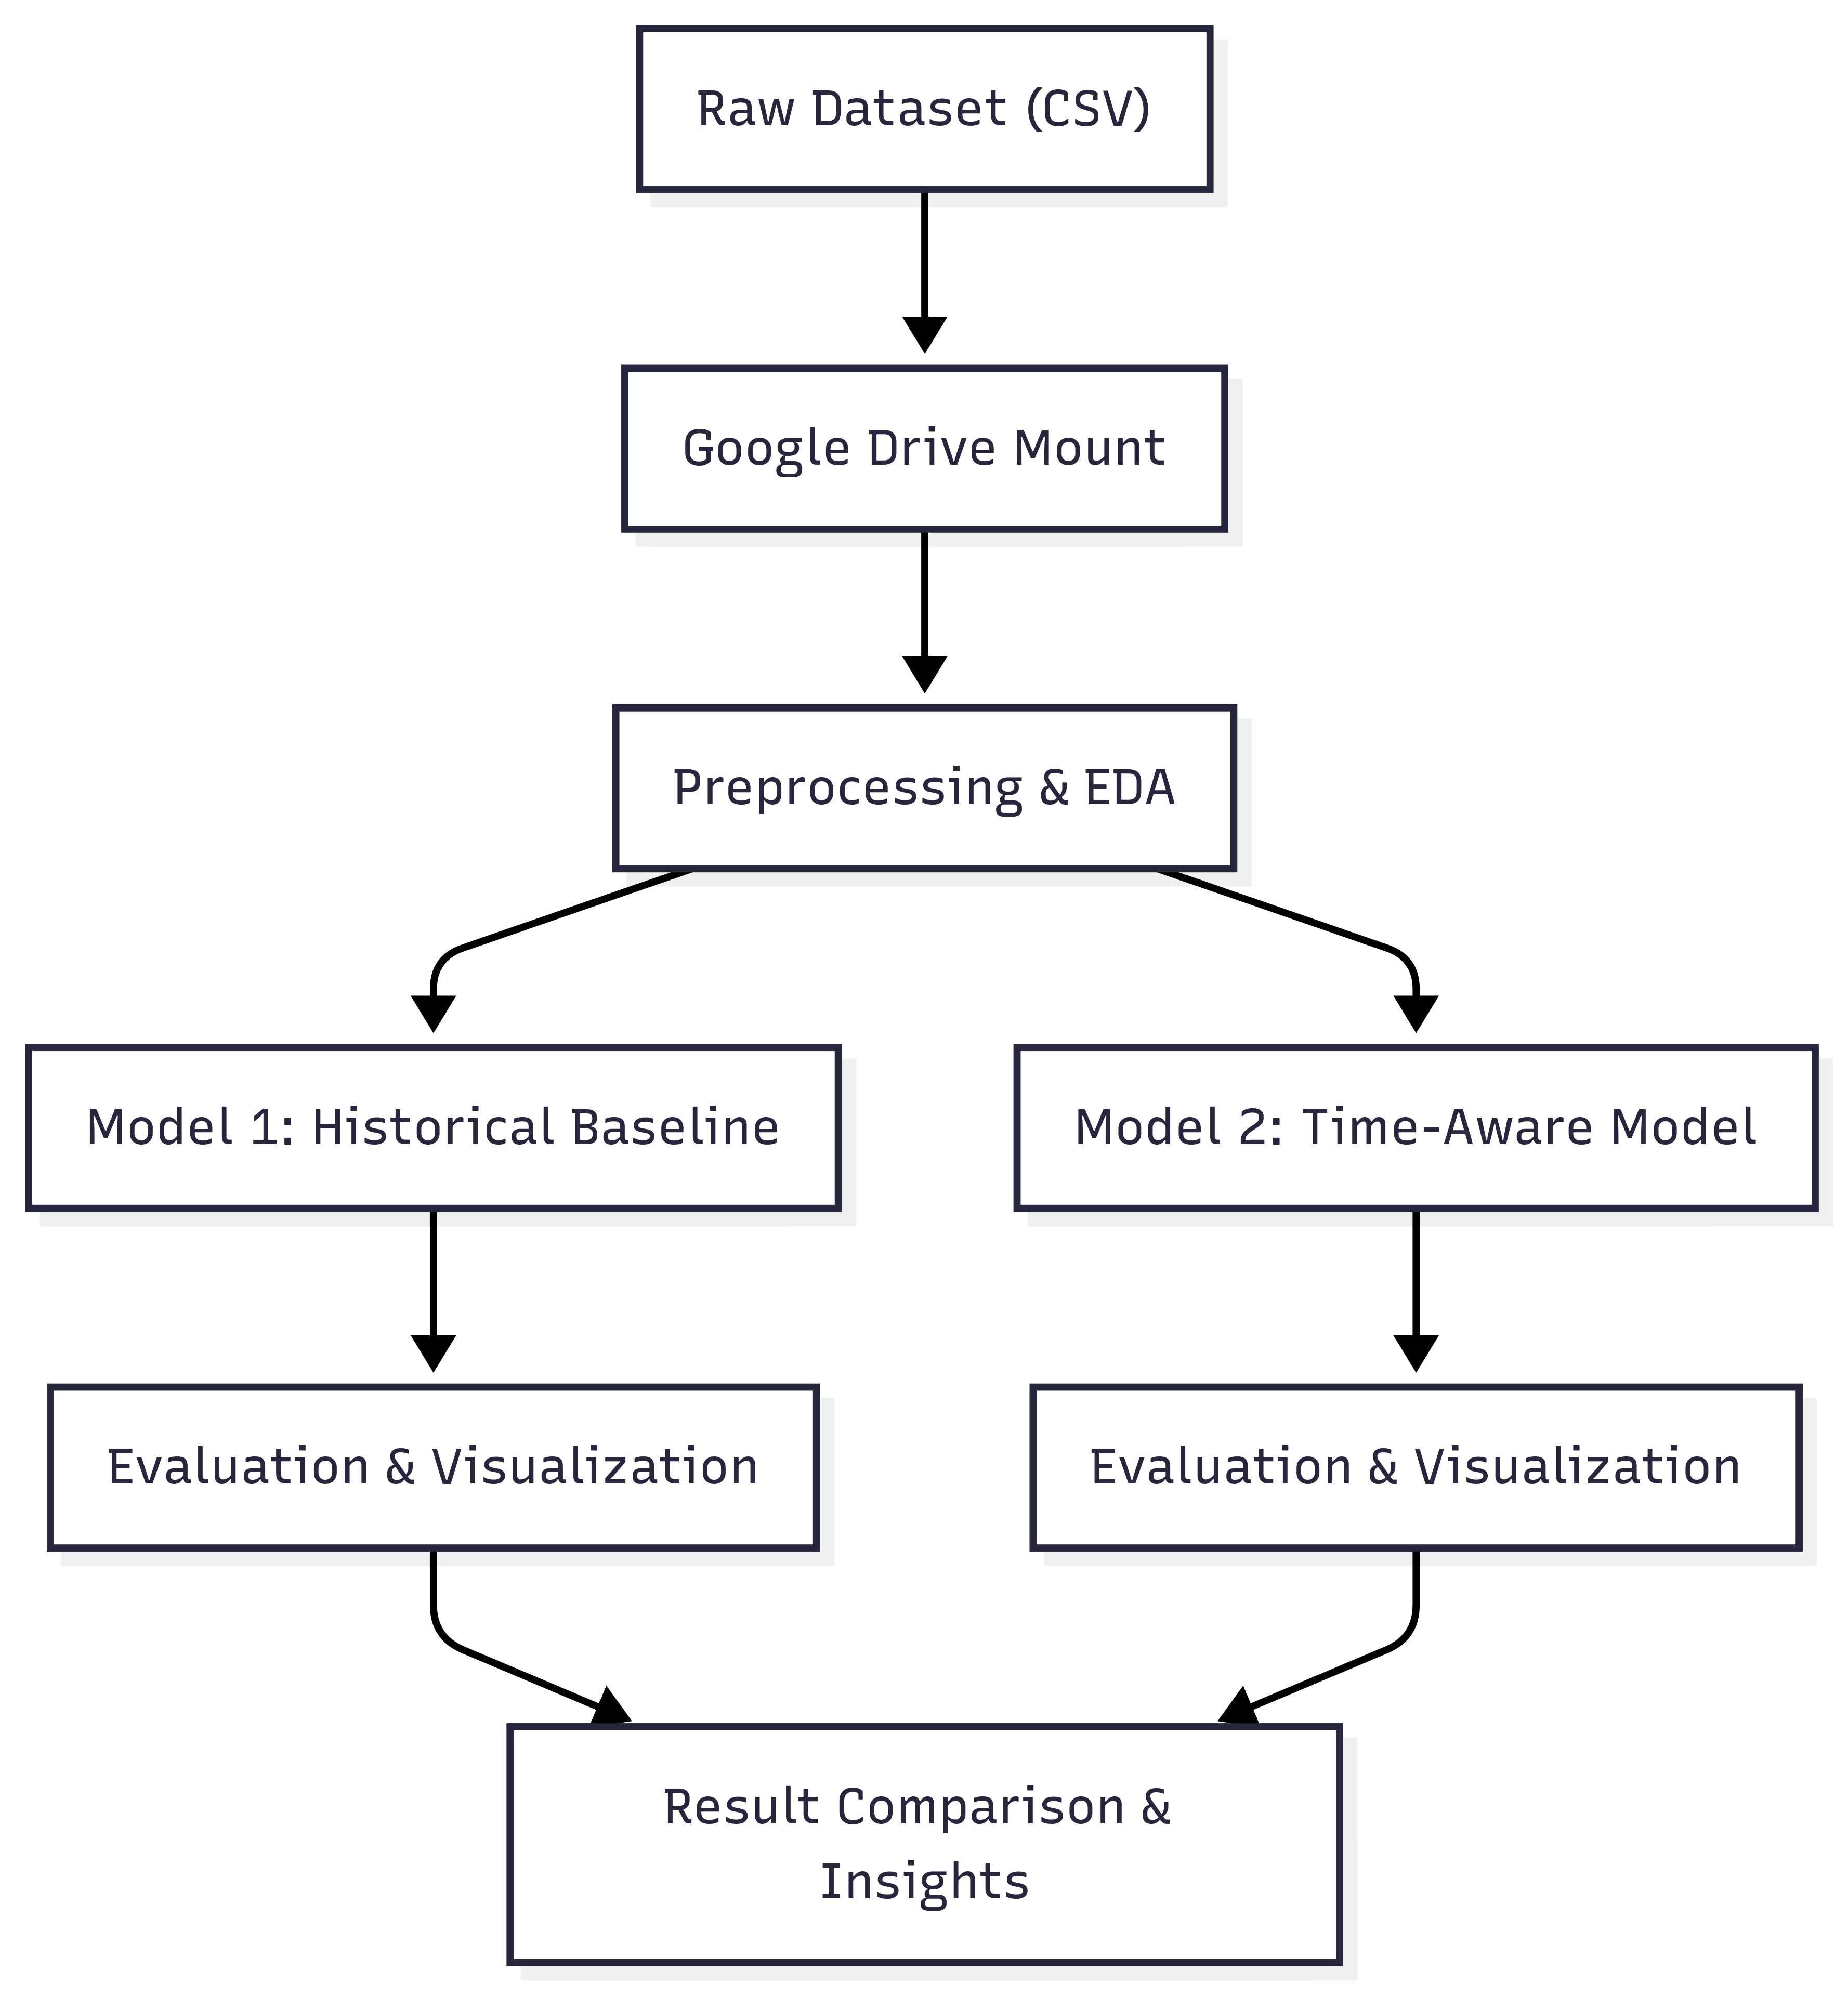 Raw Dataset (CSV)
Google Drive Mount
Preprocessing & EDA
Model 1: Historical Baseline
Model 2: Time-Aware Model
Evaluation & Visualization
Evaluation & Visualization
Result Comparison &
Insights